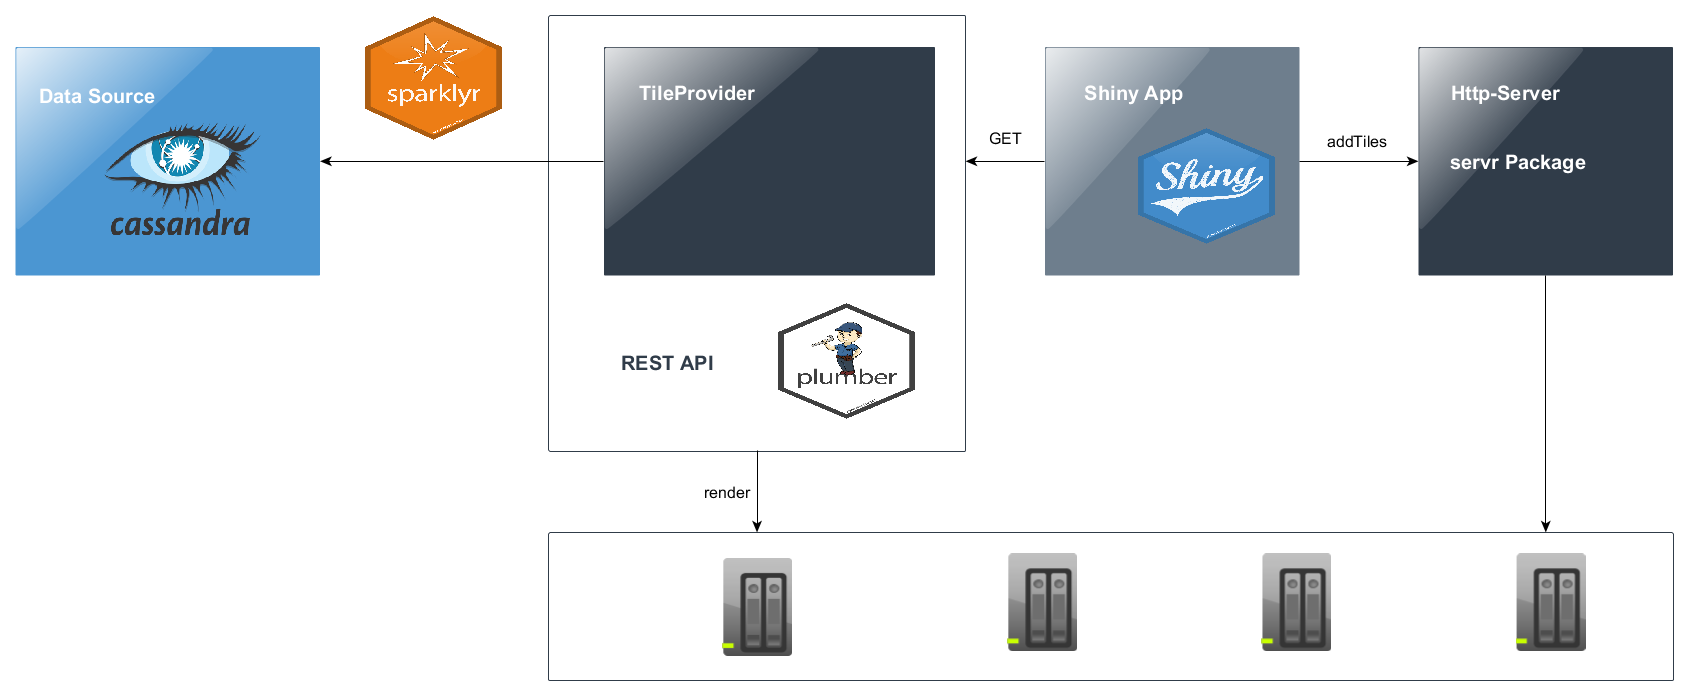 Data Source
cassandra
sparklyr
TileProvider
REST API
plumber
GET
Shiny App
Shiny
addTiles
Http-Server
servr Package
render